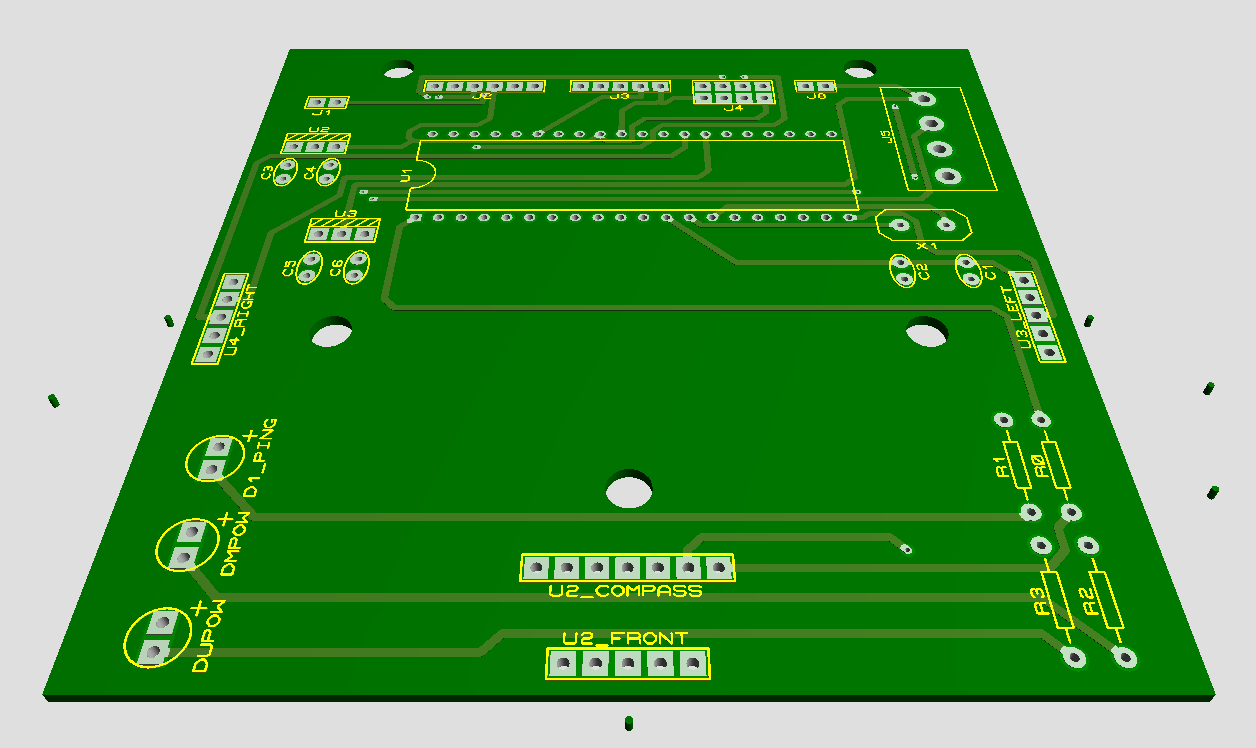 J2
J3
J4
J6
J1
U2
J5
C3
C4
U1
U3
X1
C5
C6
C2
C1
U4_RIGHT
U3_LEFT
+
D1_PING
R1
R0
+
DMPOW
U2_COMPASS
R3
R2
+
DUPOW
U2_FRONT